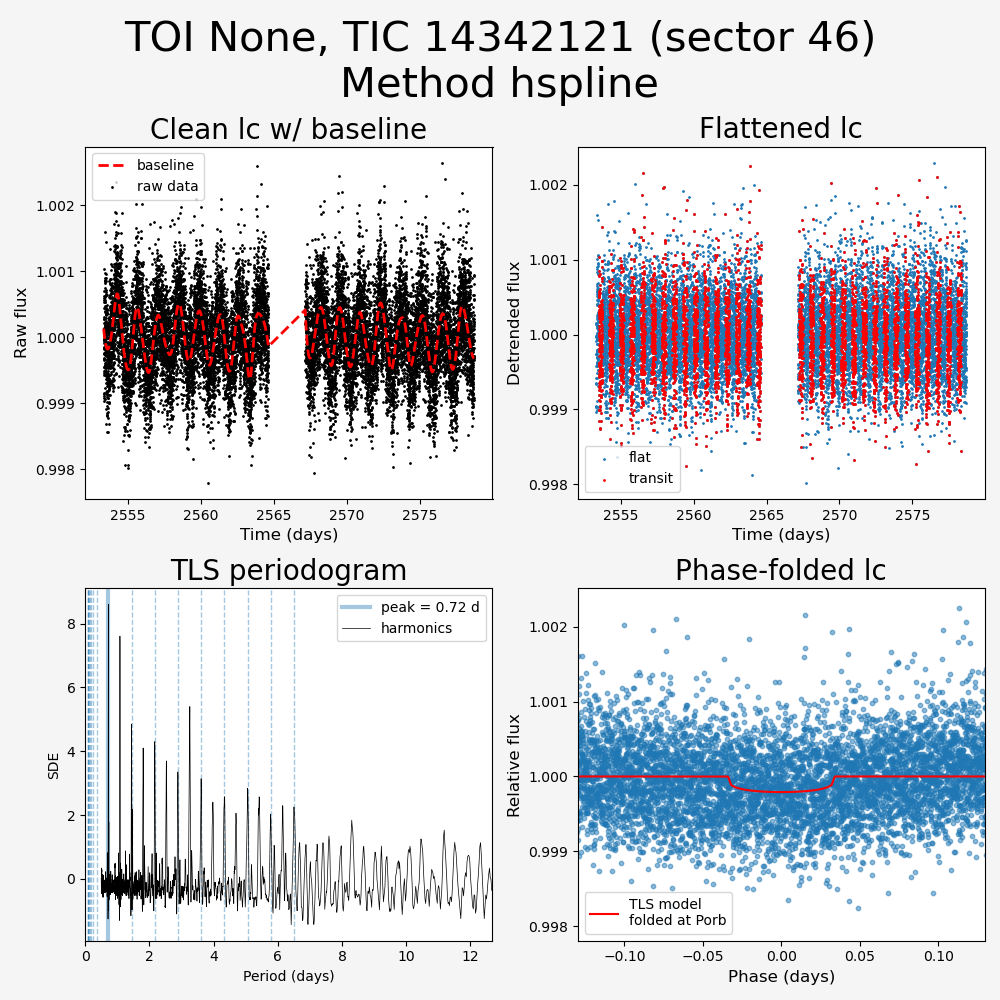 TOI None, TIC 14342121 (sector 46)
Method hspline
Clean lc w/ baseline
baseline
raw data
1.002
1.001
1.000
0.999
0.998
Raw flux
2555
2560
2565
2570
2575
Time (days)
Flattened lc
1.002
1.001
1.000
0.999
0.998
Detrended flux
flat
transit
2555
2560
2565
2570
2575
Time (days)
TLS periodogram
peak = 0.72 d
harmonics
8
6
4
2
0
SDE
0
2
4
6
8
10
12
Period (days)
Phase-folded lc
1.002
1.001
1.000
0.999
0.998
Relative flux
TLS model
folded at Porb
−0.10
−0.05
0.00
0.05
0.10
Phase (days)